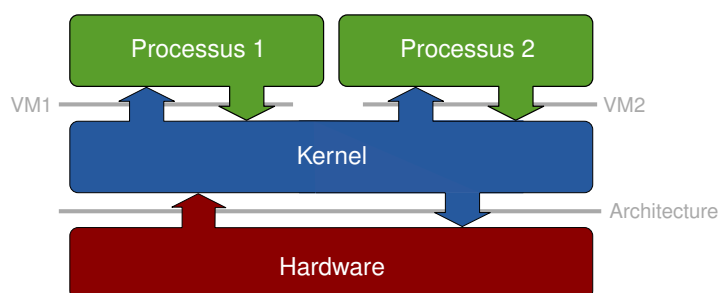 Processus 1
Processus 2
VM1
VM2
Kernel
Architecture
Hardware